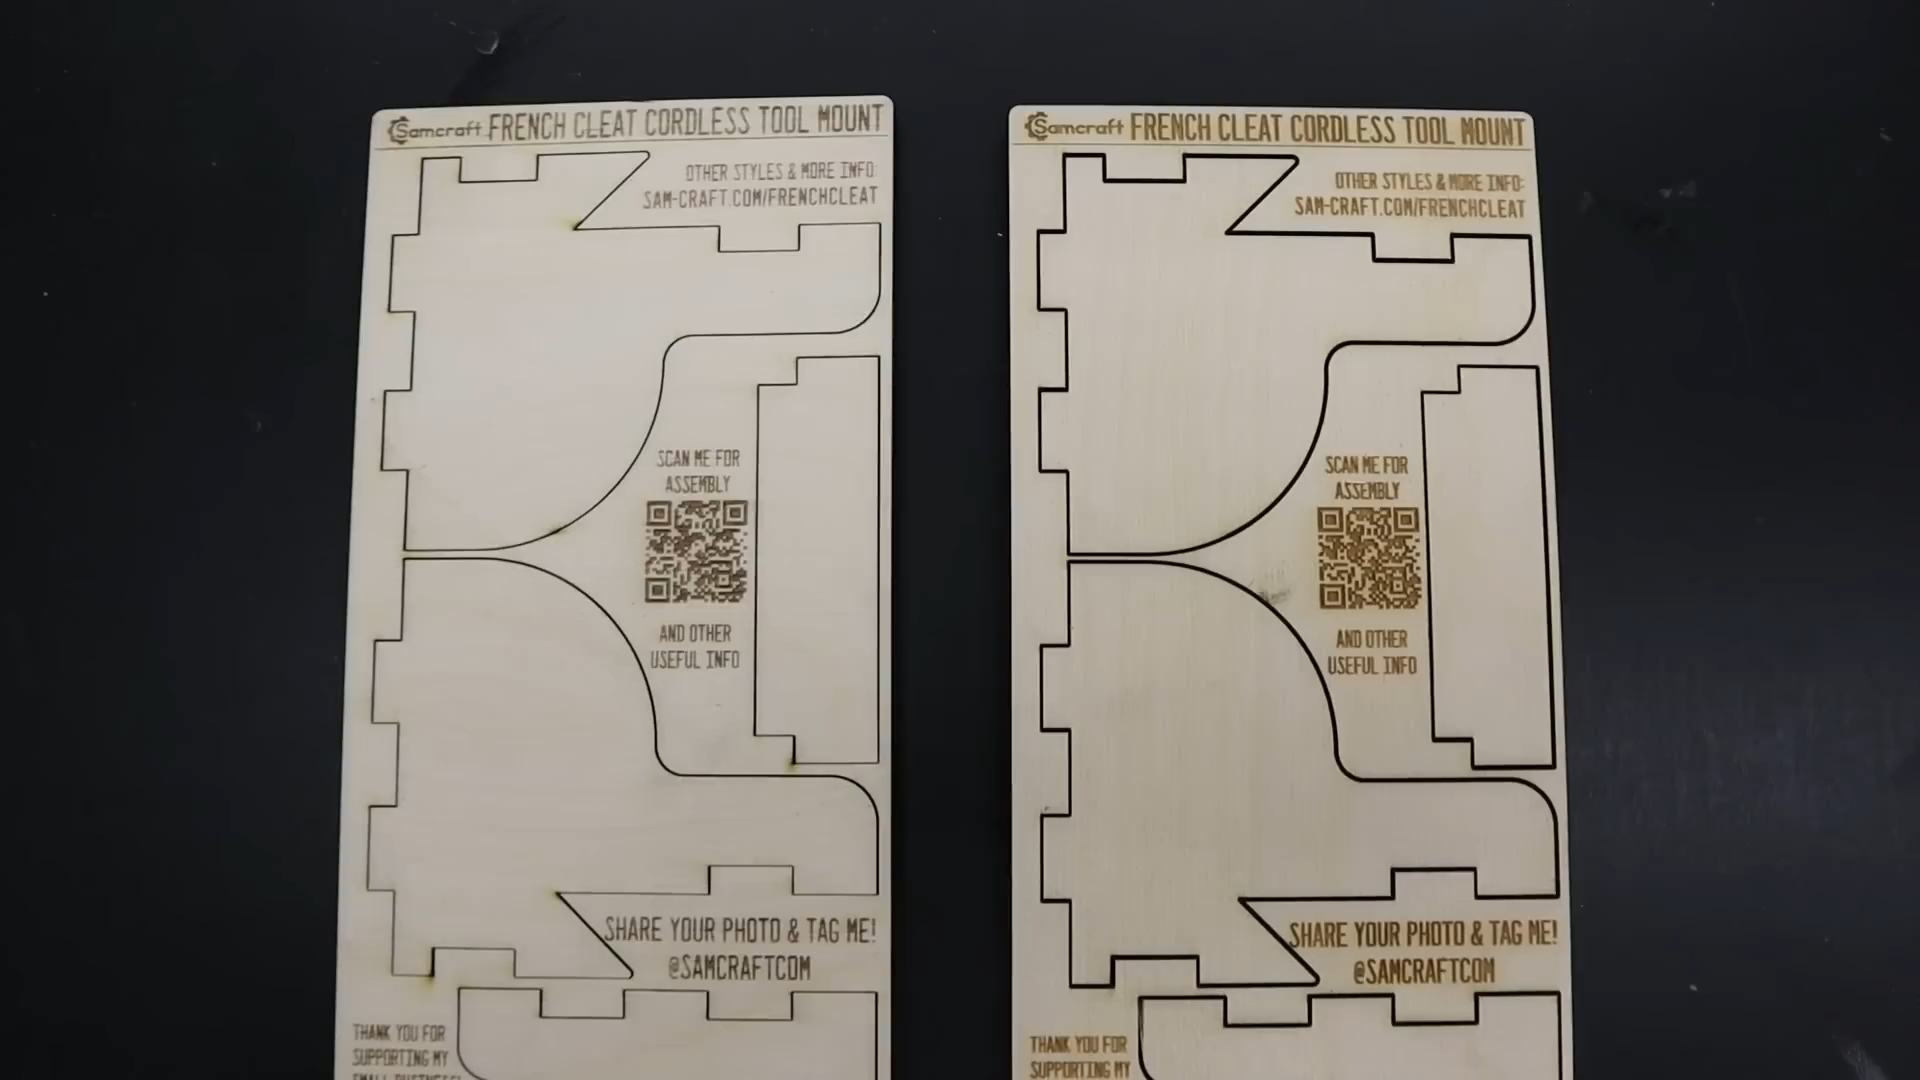 Samcraft FRENCH CLEAT CORDLESS TOOL MOUNT
OTHER STYLES & MORE INFO:
SAM-CRAFT.COM/FRENCHCLEAT
SCAN ME FOR
ASSEMBLY
AND OTHER
USEFUL INFO
SHARE YOUR PHOTO & TAG ME!
@SAMCRAFTCOM
THANK YOU FOR
SUPPORTING MY
SMALL BUSINESS!
Samcraft FRENCH CLEAT CORDLESS TOOL MOUNT
OTHER STYLES & MORE INFO:
SAM-CRAFT.COM/FRENCHCLEAT
SCAN ME FOR
ASSEMBLY
AND OTHER
USEFUL INFO
SHARE YOUR PHOTO & TAG ME!
@SAMCRAFTCOM
THANK YOU FOR
SUPPORTING MY